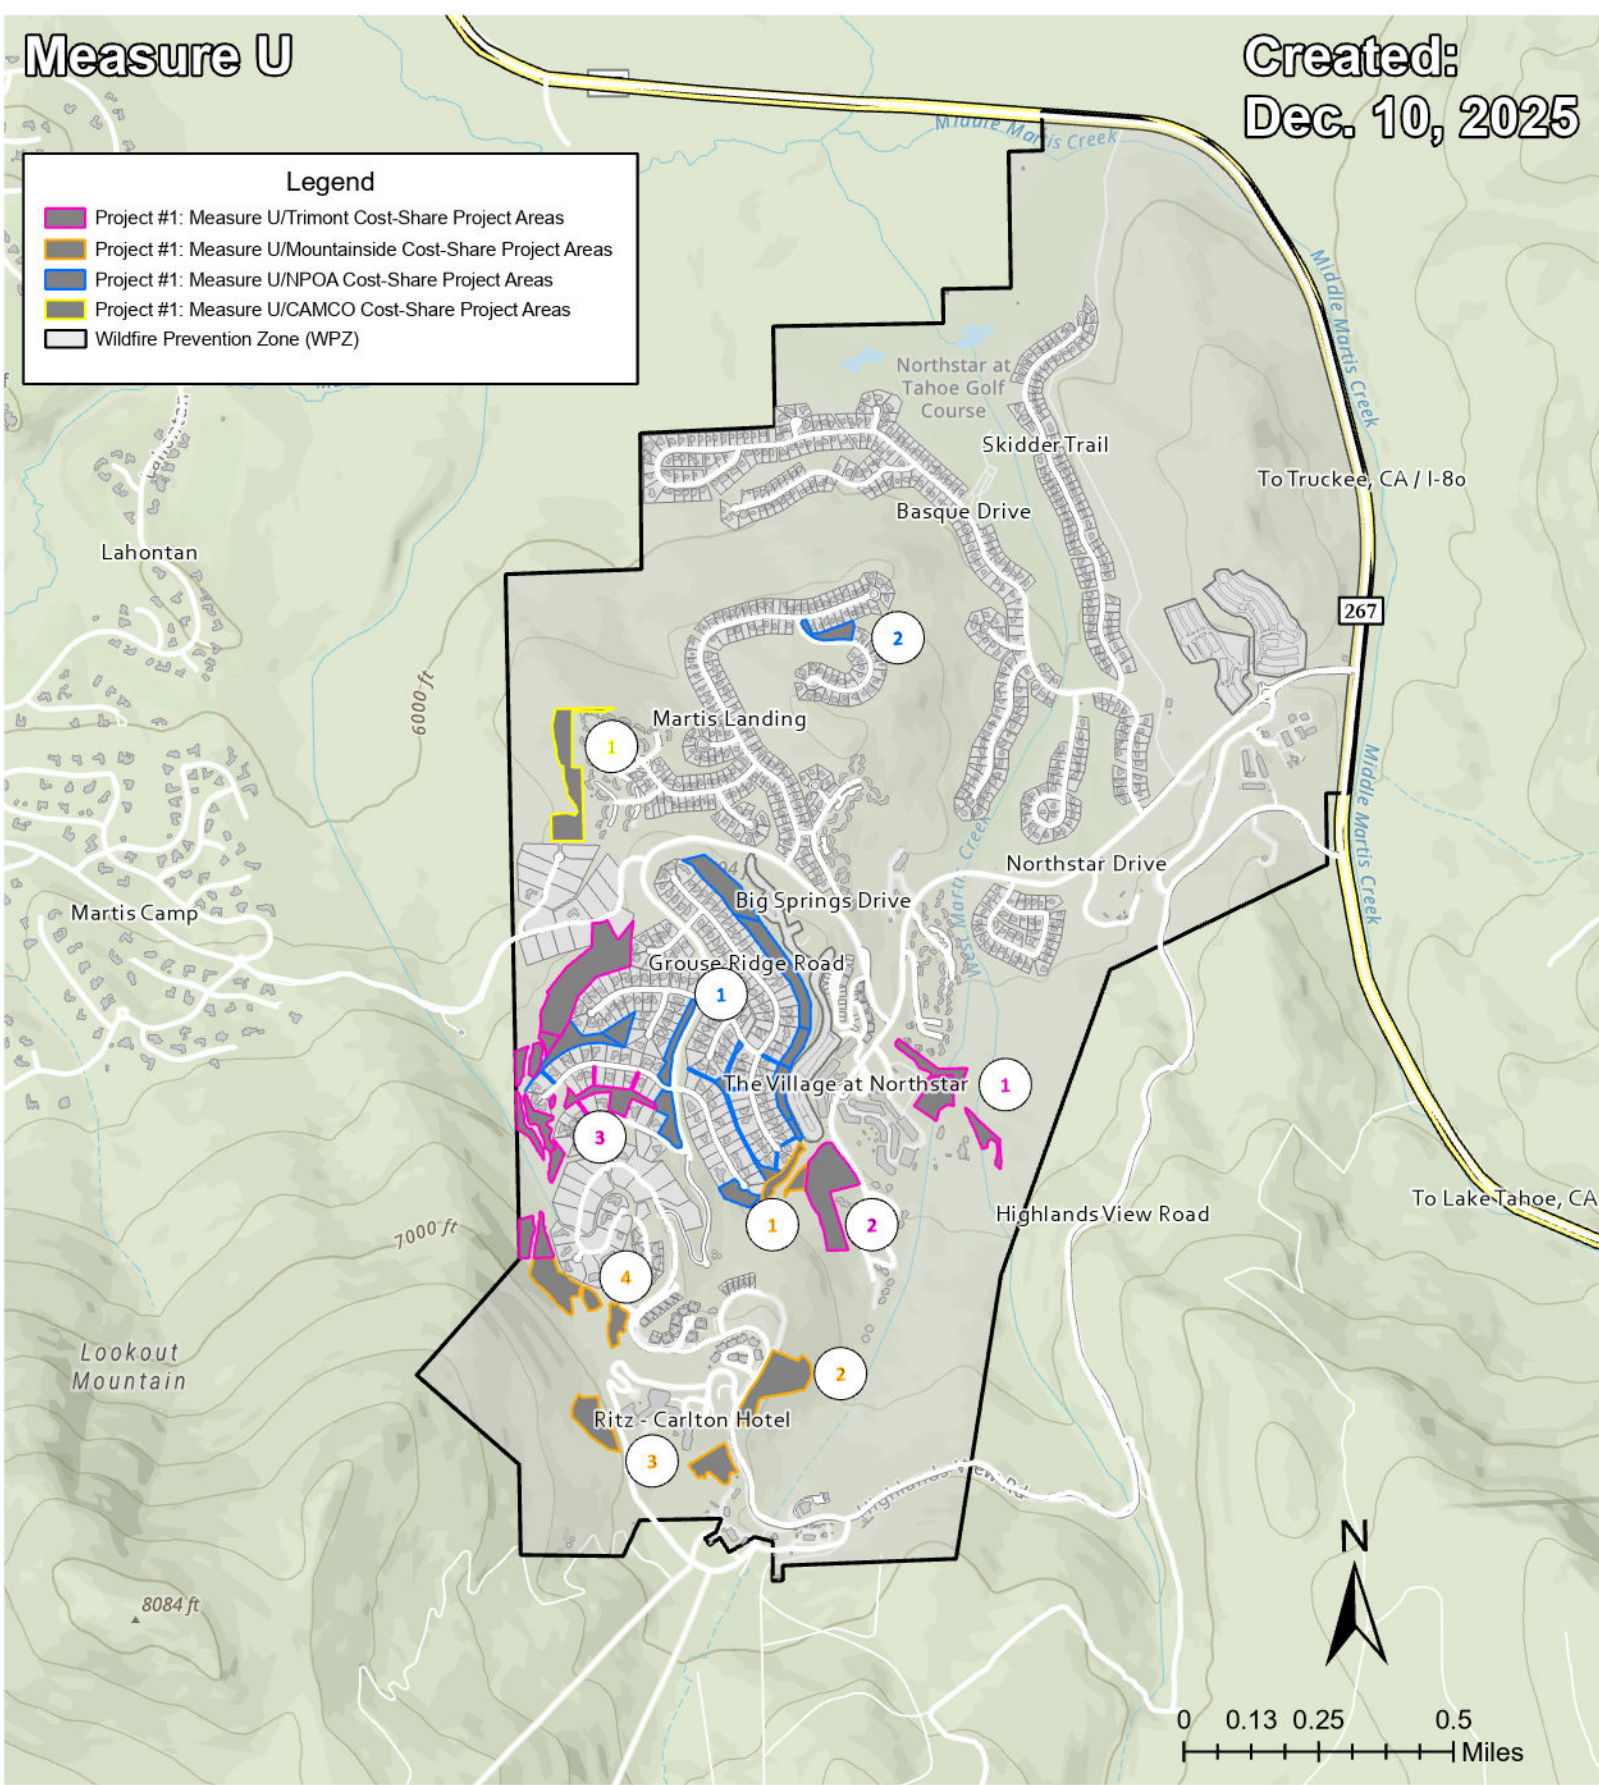 Measure U
Created:
Dec. 10, 2025
Legend
Project #1: Measure U/Trimont Cost-Share Project Areas
Project #1: Measure U/Mountainside Cost-Share Project Areas
Project #1: Measure U/NPOA Cost-Share Project Areas
Project #1: Measure U/CAMCO Cost-Share Project Areas
Wildfire Prevention Zone (WPZ)
Middle Martis Creek
Middle Martis Creek
Northstar at
Tahoe Golf
Course
Skidder Trail
To Truckee, CA / I-80
Basque Drive
Lahontan
Lahontan
267
2
6000 ft
Martis Landing
1
Middle Martis Creek
West Martis Creek
Northstar Drive
Big Springs Drive
Martis Camp
Grouse Ridge Road
1
The Village at Northstar
1
3
Highlands View Road
To Lake Tahoe, CA
1
2
7000 ft
4
Lookout
Mountain
2
Ritz - Carlton Hotel
3
Highlands View Rd
8084 ft
N
0 0.13 0.25 0.5
Miles